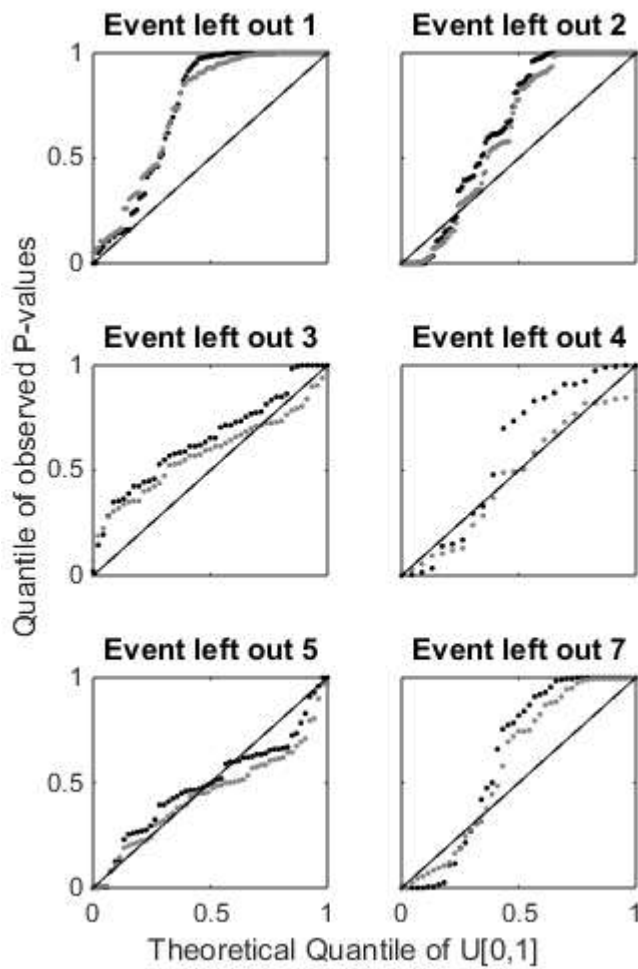 Event left out 1
Event left out 2
1
0.5
0
Event left out 3
Event left out 4
1
0.5
0
Event left out 5
Event left out 7
1
0.5
0
0
0.5
1
0
0.5
1
Quantile of observed P-values
Theoretical Quantile of U[0,1]